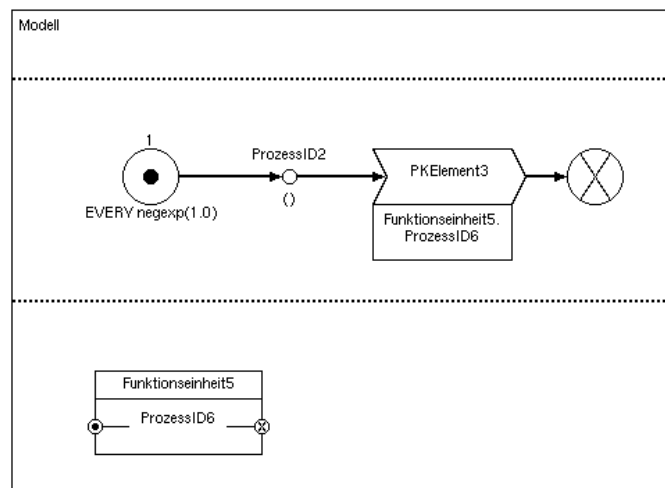 Modell
1
EVERY negexp(1.0)
ProzessID2
()
PKElement3
Funktionseinheit5.
ProzessID6
Funktionseinheit5
ProzessID6